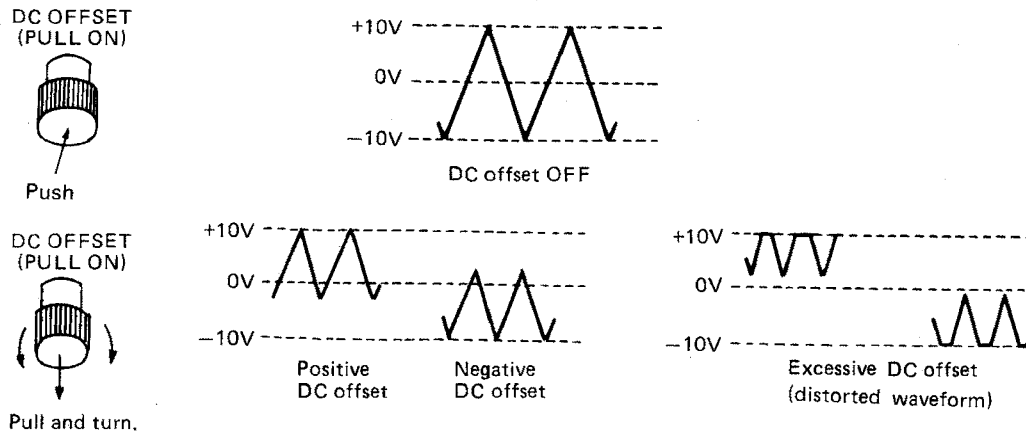 DC OFFSET
(PULL ON)
Push
+10V
0V
−10V
DC offset OFF
DC OFFSET
(PULL ON)
Pull and turn.
+10V
0V
−10V
Positive
DC offset
Negative
DC offset
+10V
0V
−10V
Excessive DC offset
(distorted waveform)